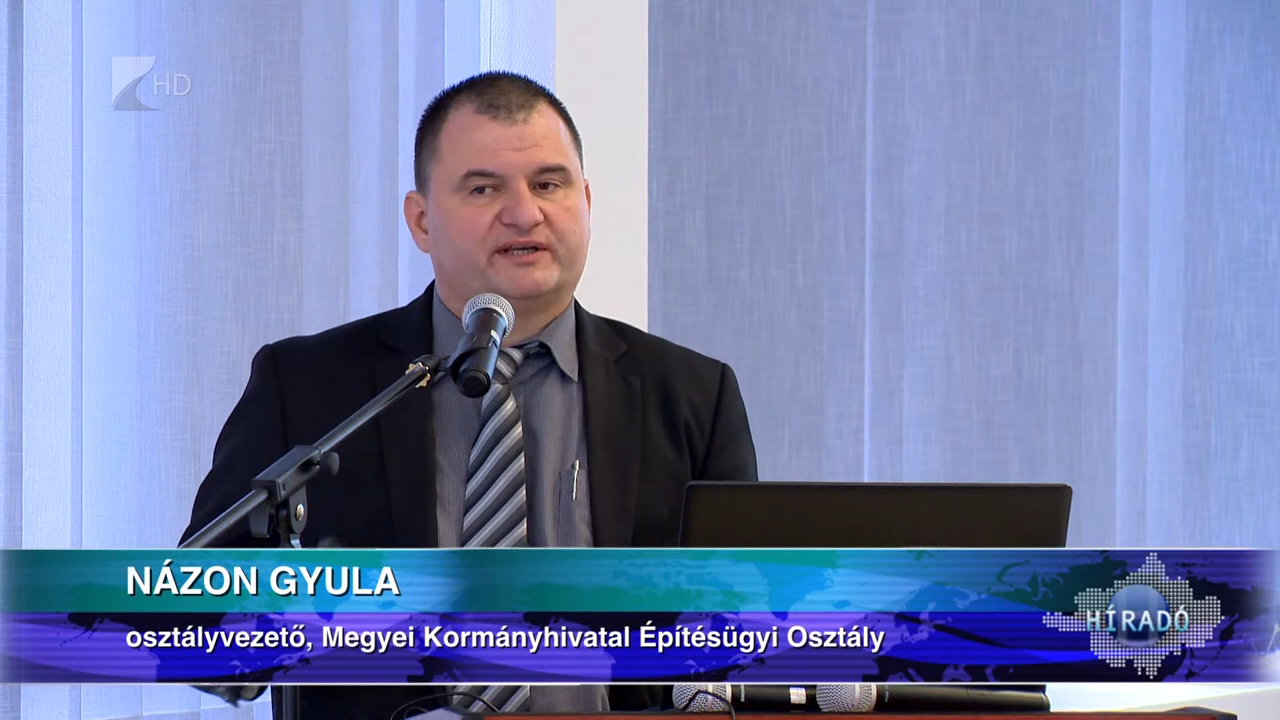 HD
NÁZON GYULA
osztályvezető, Megyei Kormányhivatal Építésügyi Osztály
HÍRADÓ